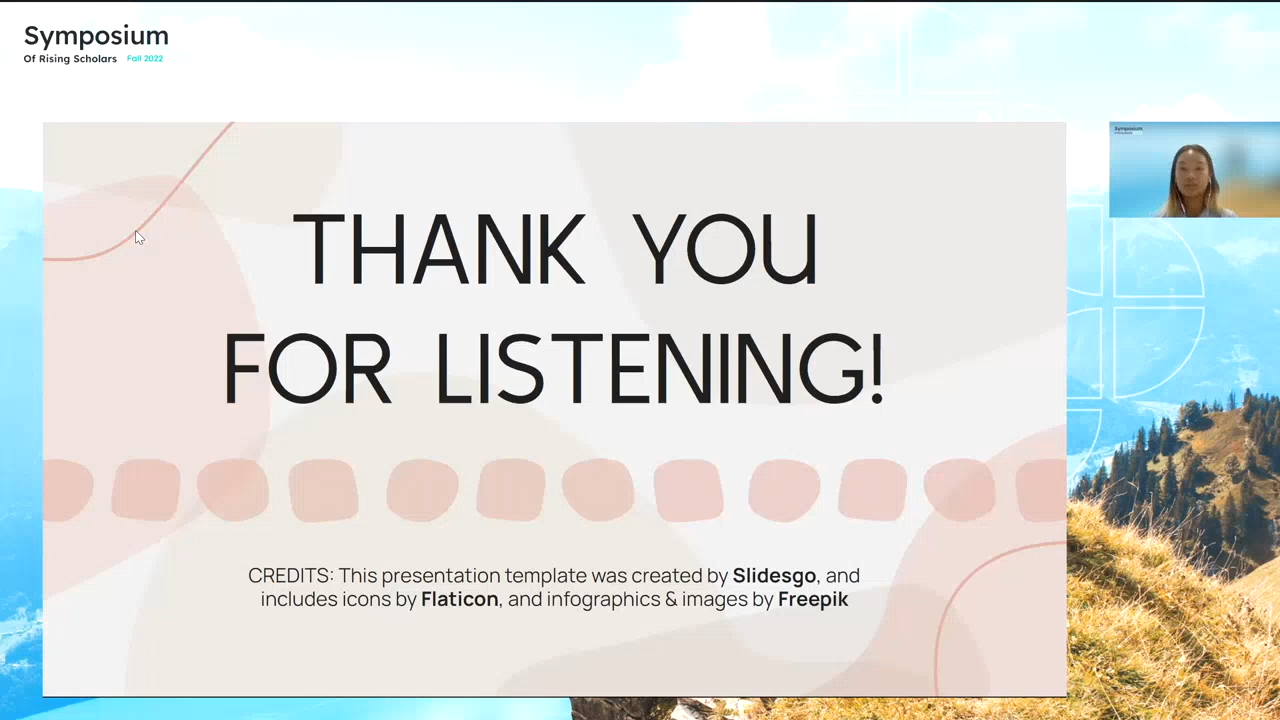 Symposium
Of Rising Scholars Fall 2022
Symposium
THANK YOU
FOR LISTENING!
CREDITS: This presentation template was created by Slidesgo, and
includes icons by Flaticon, and infographics & images by Freepik